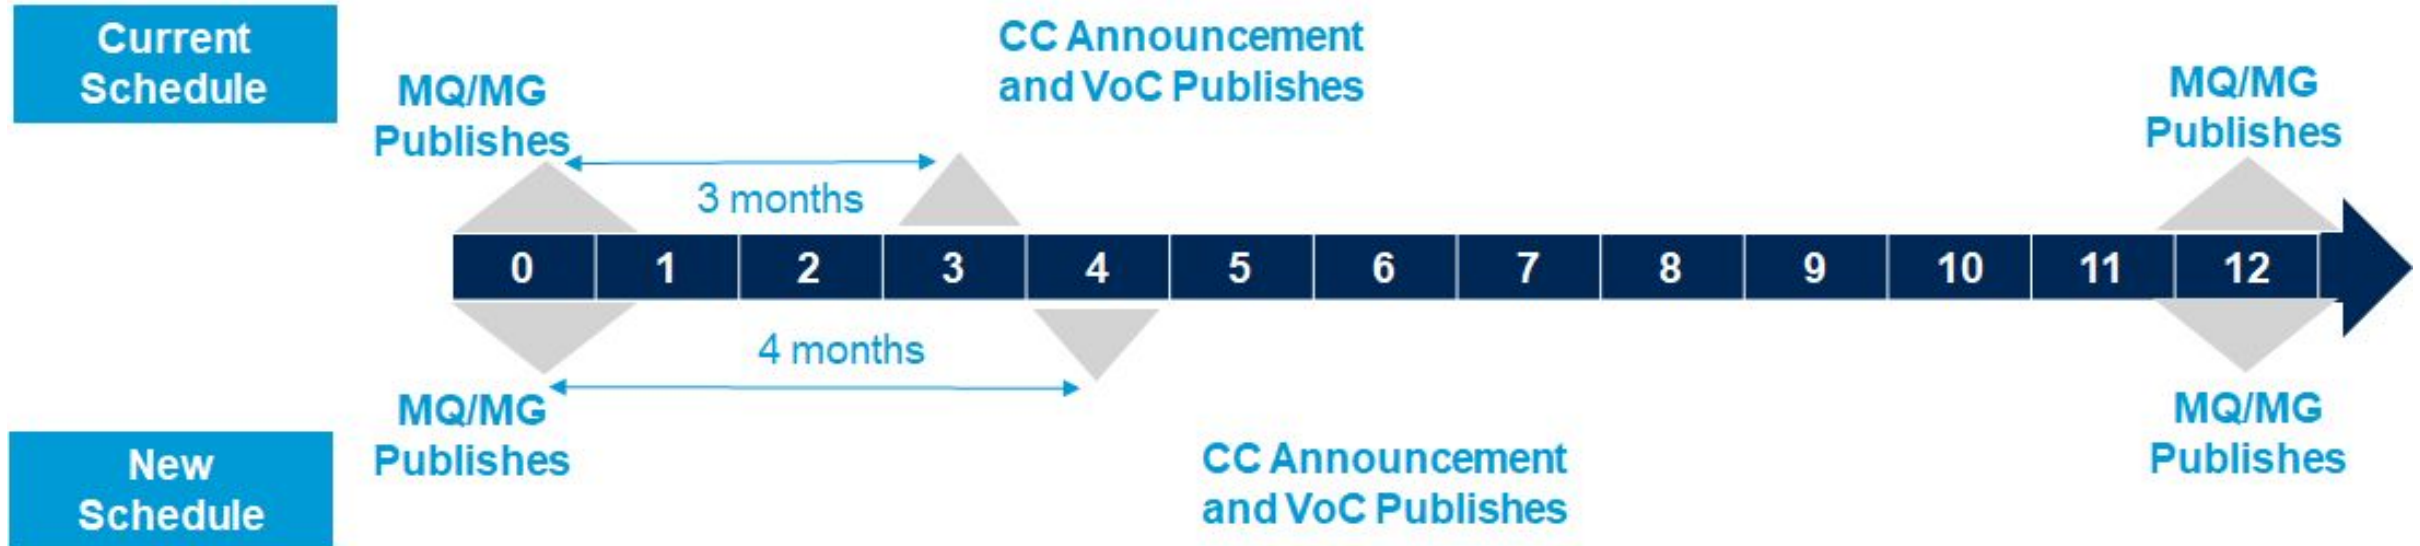 Current
Schedule
MQ/MG
Publishes
CC Announcement
and VoC Publishes
MQ/MG
Publishes
3 months
0 1 2 3 4 5 6 7 8 9 10 11 12
4 months
MQ/MG
Publishes
CC Announcement
and VoC Publishes
MQ/MG
Publishes
New
Schedule